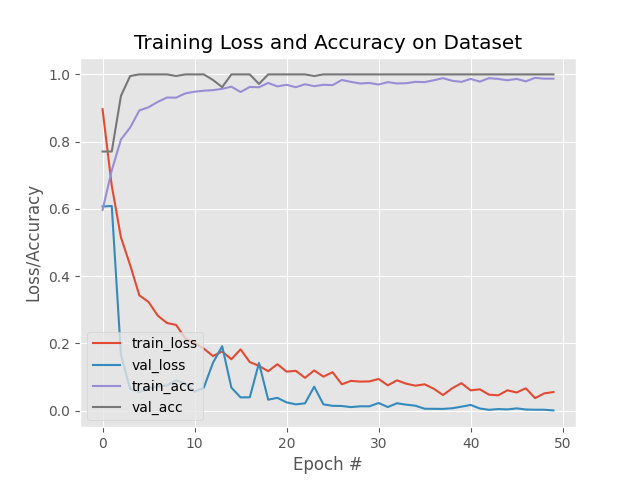 Training Loss and Accuracy on Dataset
1.0
0.8
0.6
0.4
0.2
0.0
Loss/Accuracy
train_loss
val_loss
train_acc
val_acc
0 10 20 30 40 50
Epoch #